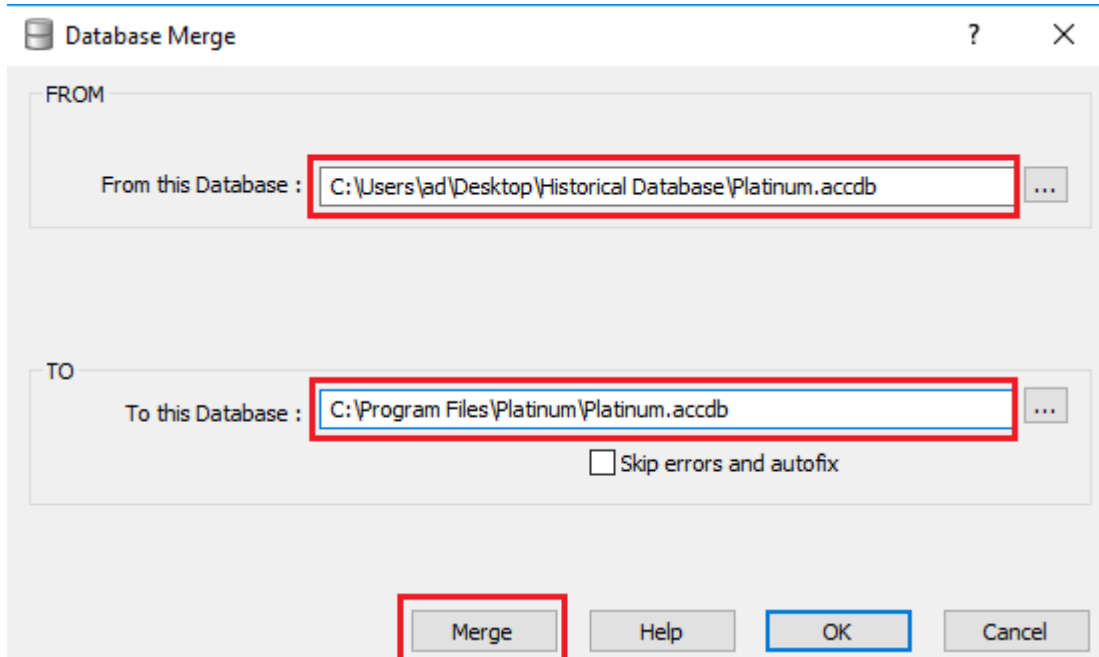 Database Merge ?
FROM
From this Database : C:\Users\ad\Desktop\Historical Database\Platinum.accdb ...
TO
To this Database : C:\Program Files\Platinum\Platinum.accdb ...
Skip errors and autofix
Merge Help OK Cancel